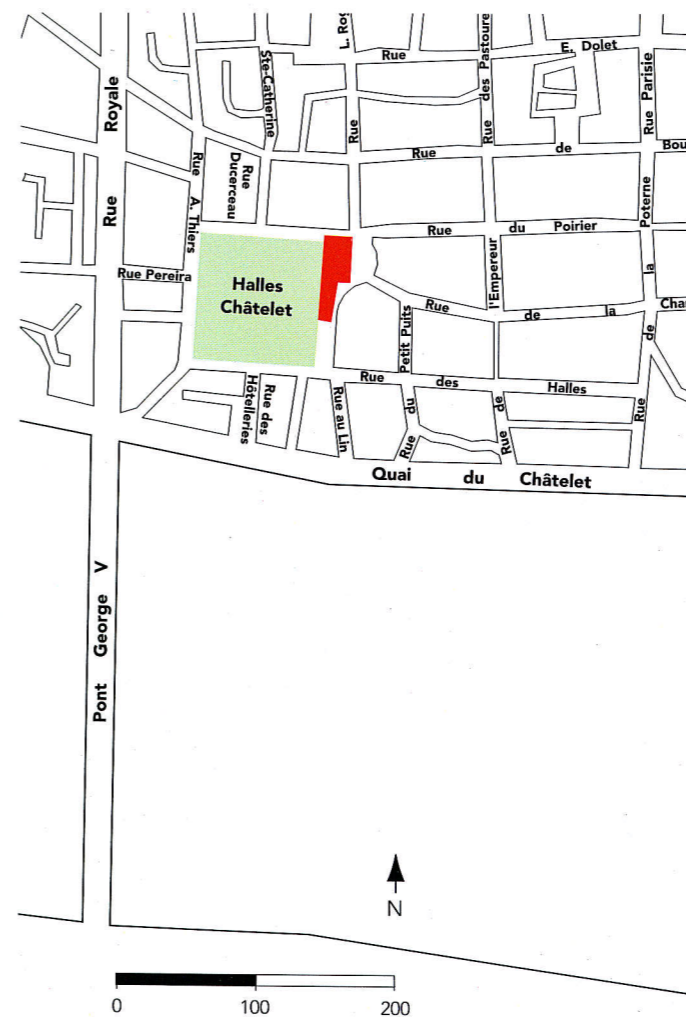 Rue Royale
Ste-Catherine
L. Rog
Rue
Rue
des Pastoure
Rue
E. Dolet
Rue Parisie
Rue
Ducerceau
Rue
A. Thiers
Rue
de
Bou
Rue
du
Poirier
Poterne
la
de
Rue
Rue Pereira
Halles
Châtelet
l'Empereur
de
Rue
Rue
de
la
Cha
Petit Puits
du
Rue
Rue
des
Halles
Rue des
Hôtelleries
Rue au Lin
Quai du Châtelet
Pont George V
N
0 100 200